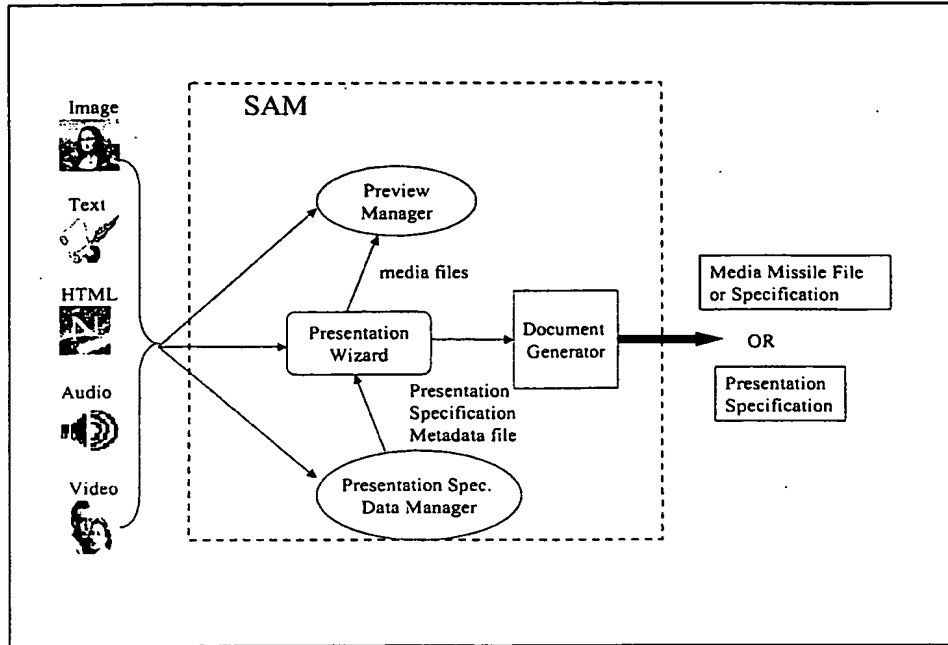 SAM
Image
Text
HTML
N
Audio
Video
Preview
Manager
media files
Presentation
Wizard
Document
Generator
Presentation
Specification
Metadata file
Presentation Spec.
Data Manager
Media Missile File
or Specification
OR
Presentation
Specification